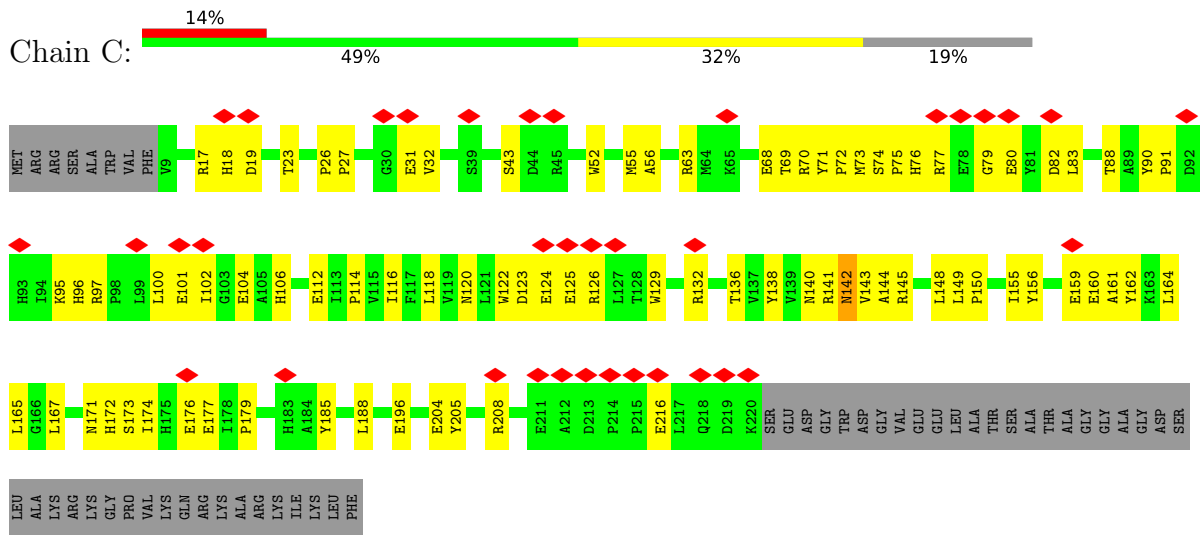 14%
Chain C:
49% 32% 19%
MET ARG ARG SER ALA TRP VAL PHE V9 R17 H18 D19 T23 P26 P27 G30 E31 V32 S39 S43 D44 R45 W52 M55 A56 R63 M64 K65 E68 T69 R70 Y71 P72 M73 S74 P75 H76 R77 E78 G79 E80 Y81 D82 L83 T88 A89 Y90 P91 D92
H93 I94 K95 H96 R97 P98 L99 L100 E101 I102 G103 E104 A105 H106 E112 I113 P114 V115 I116 F117 L118 V119 N120 L121 W122 D123 E124 E125 R126 L127 T128 W129 R132 T136 V137 Y138 V139 N140 R141 N142 V143 A144 R145 L148 L149 P150 I155 Y156 E159 E160 A161 Y162 K163 L164
L165 G166 L167 N171 H172 S173 I174 H175 E176 E177 I178 P179 H183 A184 Y185 L188 E196 E204 Y205 R208 E211 A212 D213 P214 P215 E216 L217 Q218 D219 K220 SER GLU ASP GLY TRP ASP GLY VAL GLU GLU LEU ALA THR SER ALA THR ALA GLY GLY ALA GLY ASP SER
LEU ALA LYS ARG LYS GLY PRO VAL LYS GLN ARG LYS ALA ARG LYS ILE LYS LEU PHE